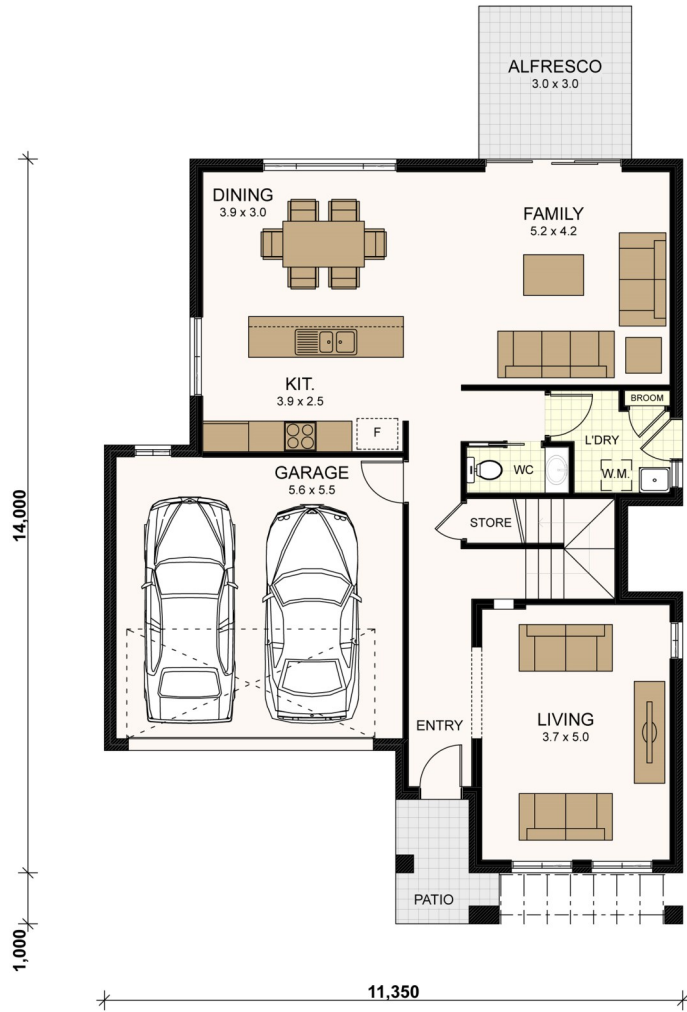 ALFRESCO
3.0 x 3.0
DINING
3.9 x 3.0
FAMILY
5.2 x 4.2
KIT.
3.9 x 2.5
F
BROOM
L'DRY
WC
W.M.
GARAGE
5.6 x 5.5
STORE
14,000
ENTRY
LIVING
3.7 x 5.0
PATIO
1,000
11,350